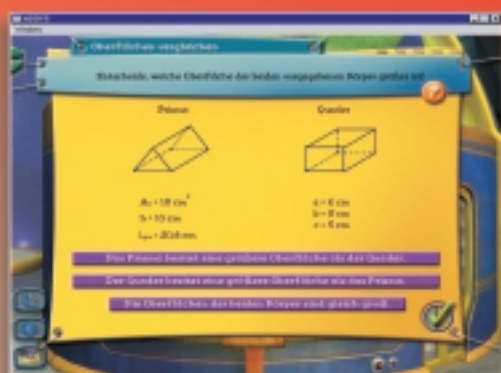 Oberflächen vergleichen
Entscheide, welche Oberfläche der beiden vorgegebenen Körper größer ist!
?
Prisma
Quader
h = 10 cm
a = 6 cm
b = 8 cm
c = 5 cm
Das Prisma besitzt eine größere Oberfläche als der Quader.
Der Quader besitzt eine größere Oberfläche als das Prisma.
Die Oberflächen der beiden Körper sind gleich groß.